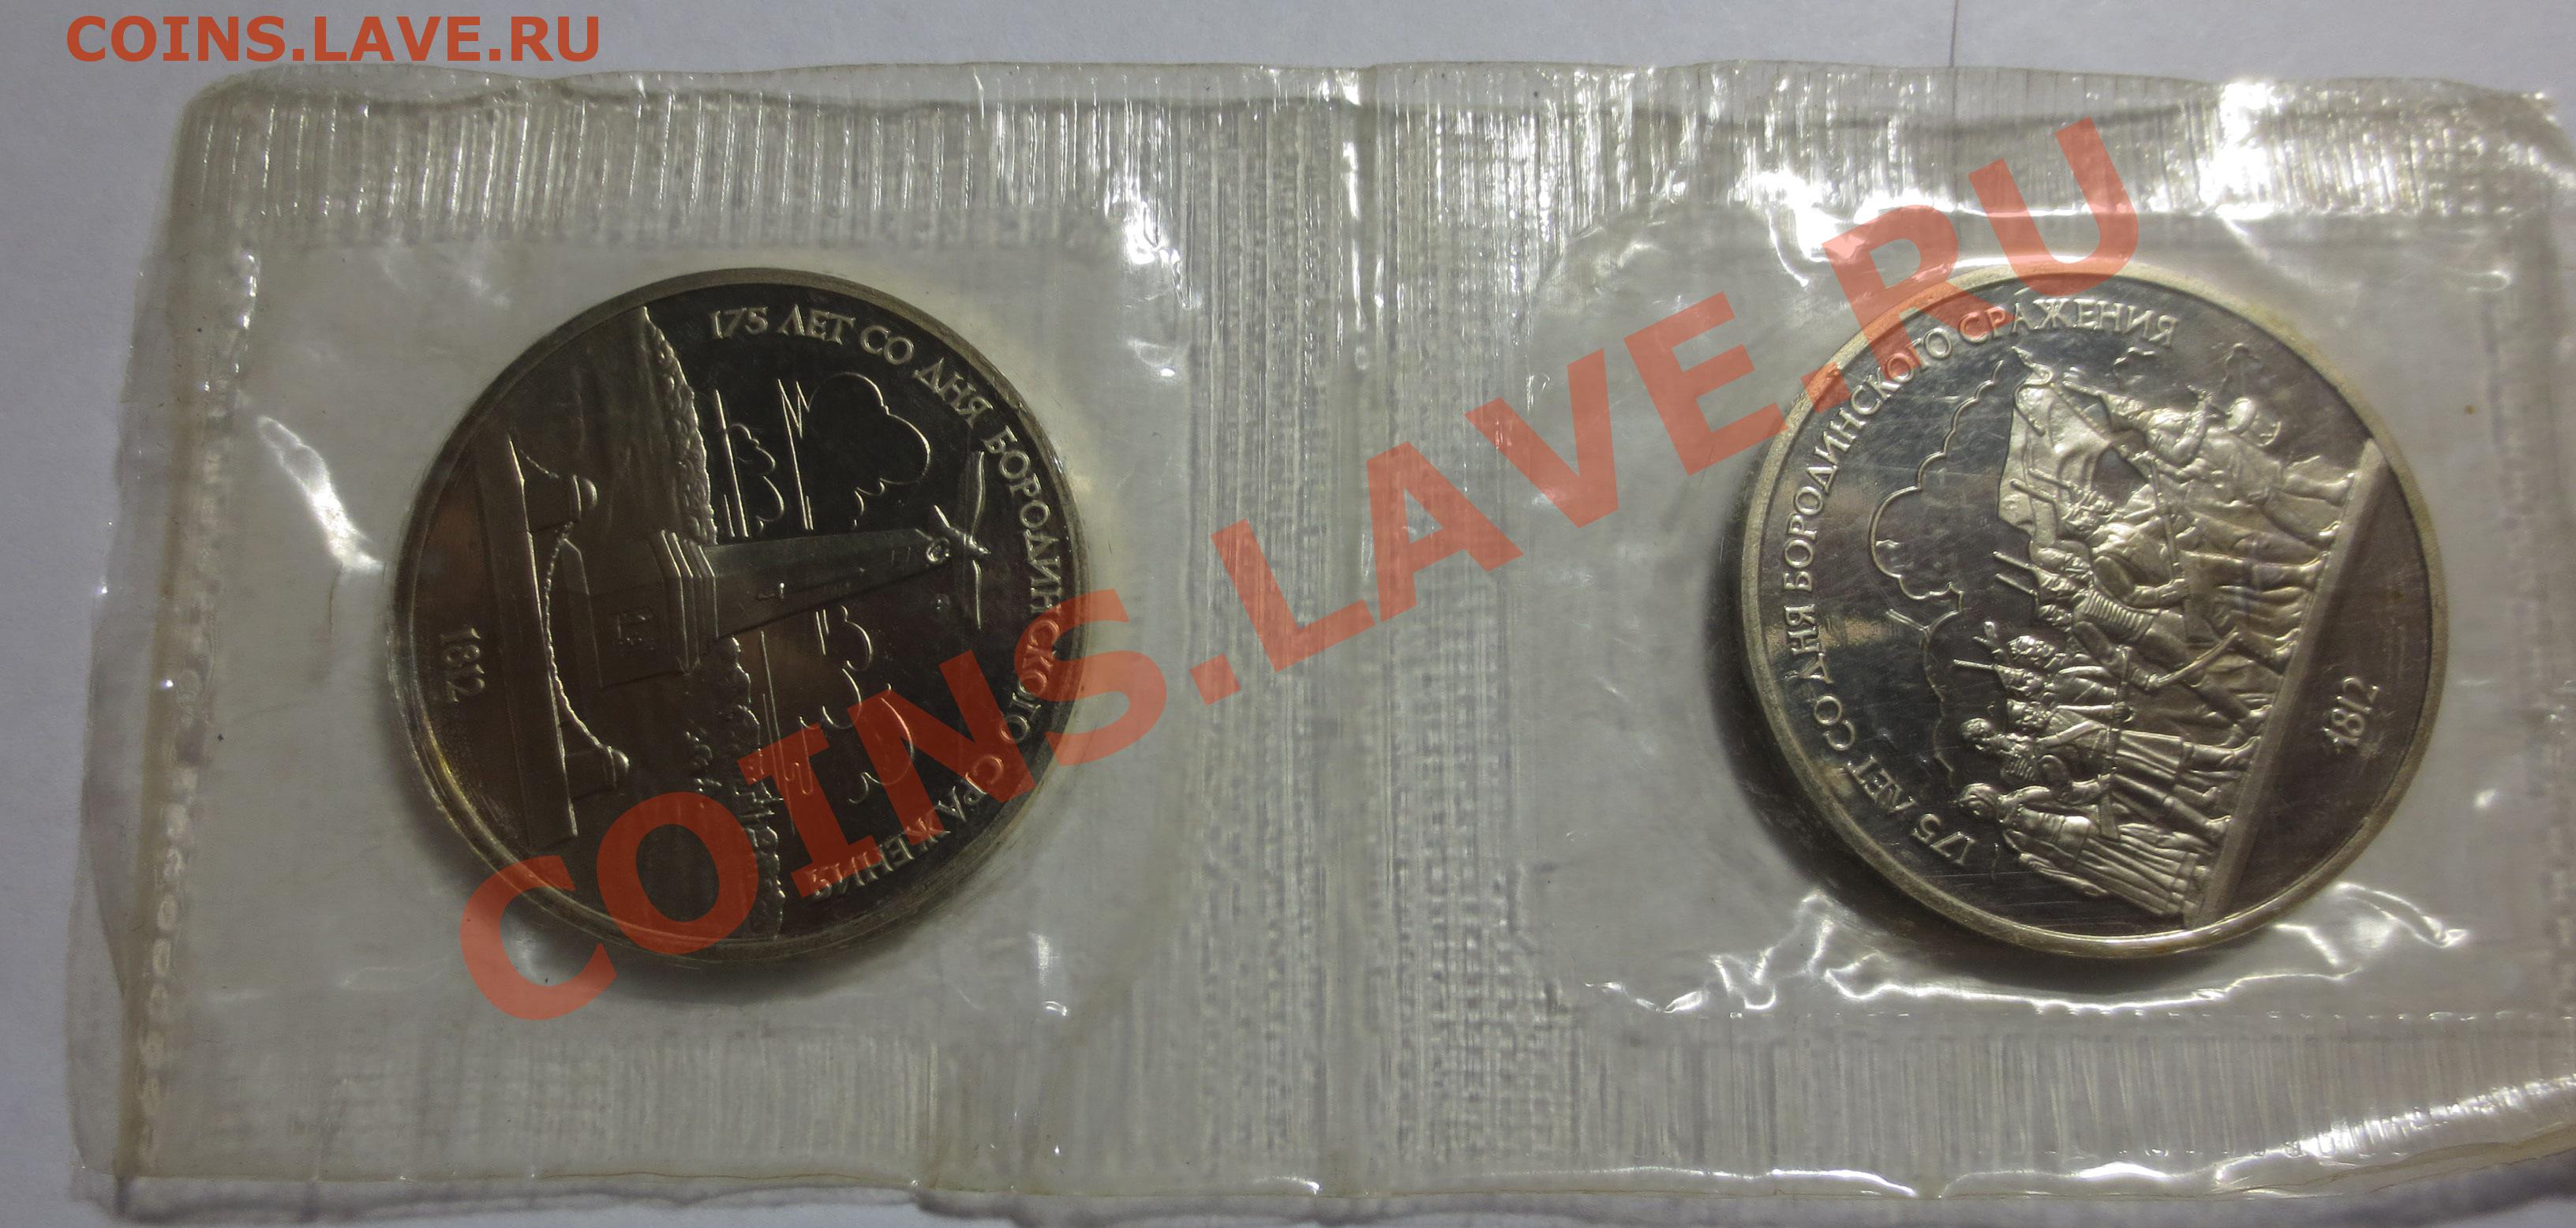 COINS.LAVE.RU
175 ЛЕТ СО ДНЯ БОРОДИНСКОГО СРАЖЕНИЯ
1812
175 ЛЕТ СО ДНЯ БОРОДИНСКОГО СРАЖЕНИЯ
1812
COINS.LAVE.RU